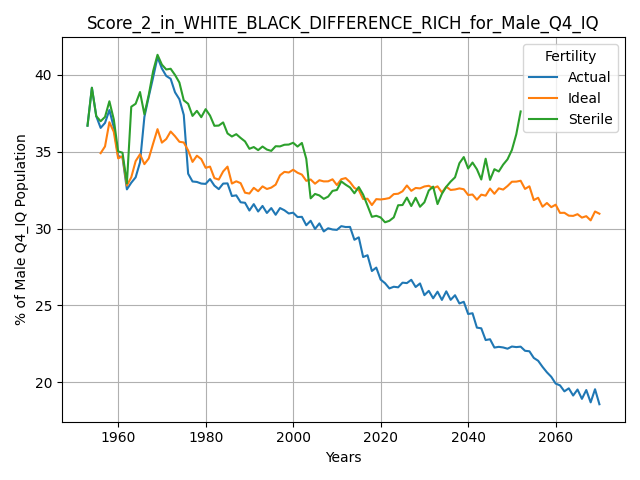 Score_2_in_WHITE_BLACK_DIFFERENCE_RICH_for_Male_Q4_IQ
Fertility
Actual
Ideal
Sterile
% of Male Q4_IQ Population
40
35
30
25
20
1960
1980
2000
2020
2040
2060
Years